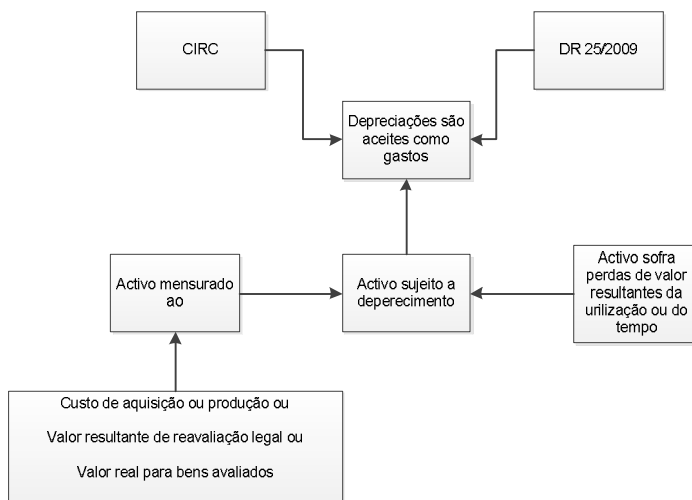 CIRC
DR 25/2009
Depreciações são
aceites como
gastos
Activo mensurado
ao
Activo sujeito a
deperecimento
Activo sofra
perdas de valor
resultantes da
urilização ou do
tempo
Custo de aquisição ou produção ou
Valor resultante de reavaliação legal ou
Valor real para bens avaliados